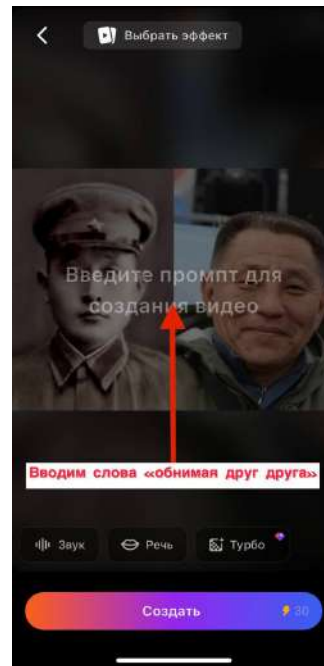 Выбрать эффект
Введите промпт для
создания видео
Вводим слова «обнимая друг друга»
Звук Речь Турбо
Создать 30